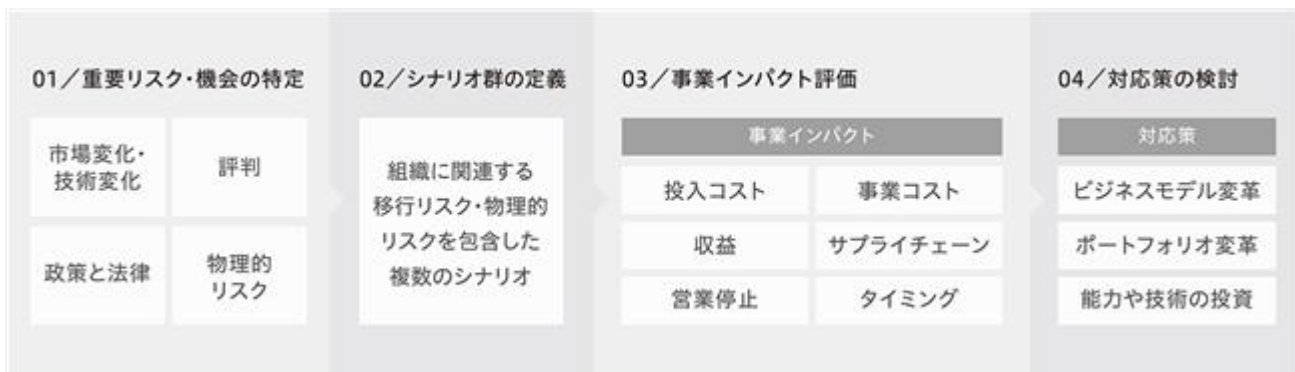 01／重要リスク・機会の特定
市場変化・
技術変化
評判
政策と法律
物理的
リスク
02／シナリオ群の定義
組織に関連する
移行リスク・物理的
リスクを包含した
複数のシナリオ
03／事業インパクト評価
事業インパクト
投入コスト
事業コスト
収益
サプライチェーン
営業停止
タイミング
04／対応策の検討
対応策
ビジネスモデル変革
ポートフォリオ変革
能力や技術の投資